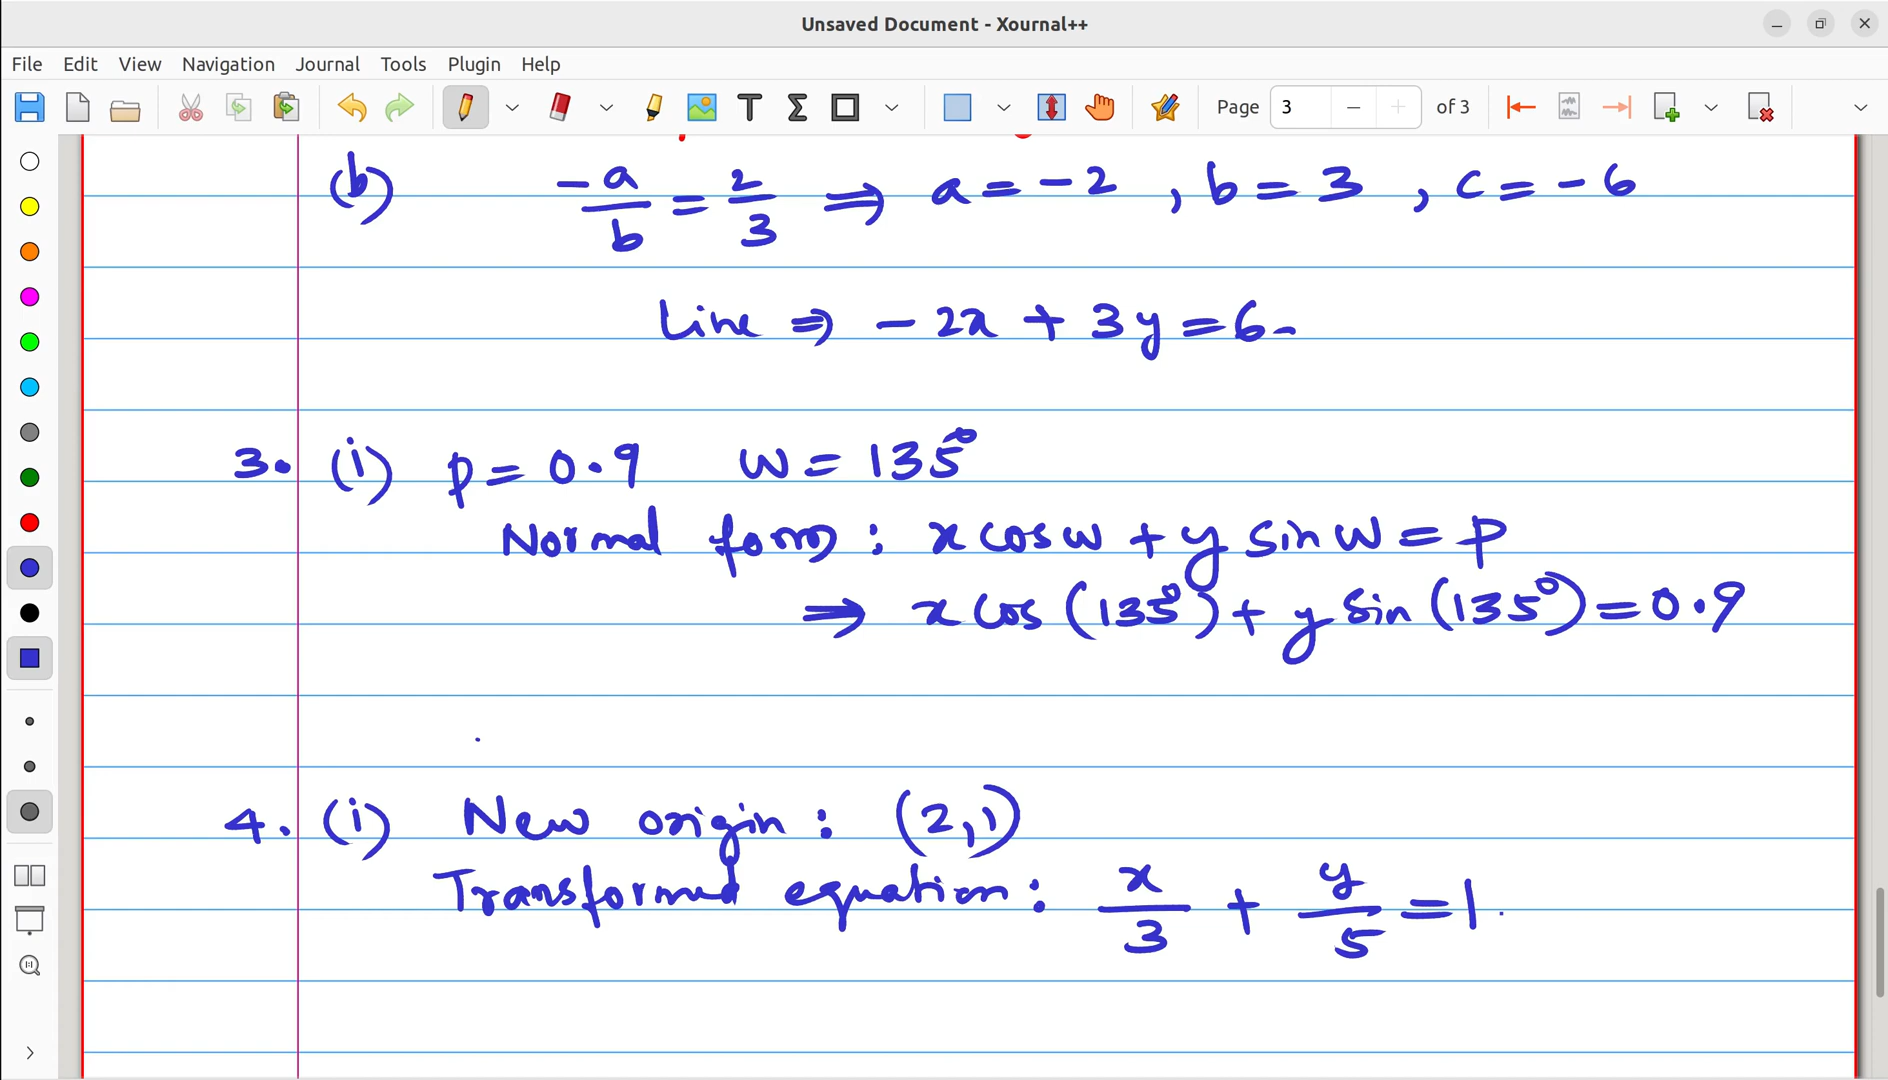 Unsaved Document - Xournal++
File Edit View Navigation Journal Tools Plugin Help
Page 3 of 3
(b) -a/b = 2/3 ⇒ a = -2 , b = 3 , c = -6
Line ⇒ -2x + 3y = 6
3. (i) p = 0.9 w = 135°
Normal form : x cos w + y sin w = p
⇒ x cos (135°) + y sin (135°) = 0.9
4. (i) New origin : (2,1)
Transformed equation : x/3 + y/5 = 1.